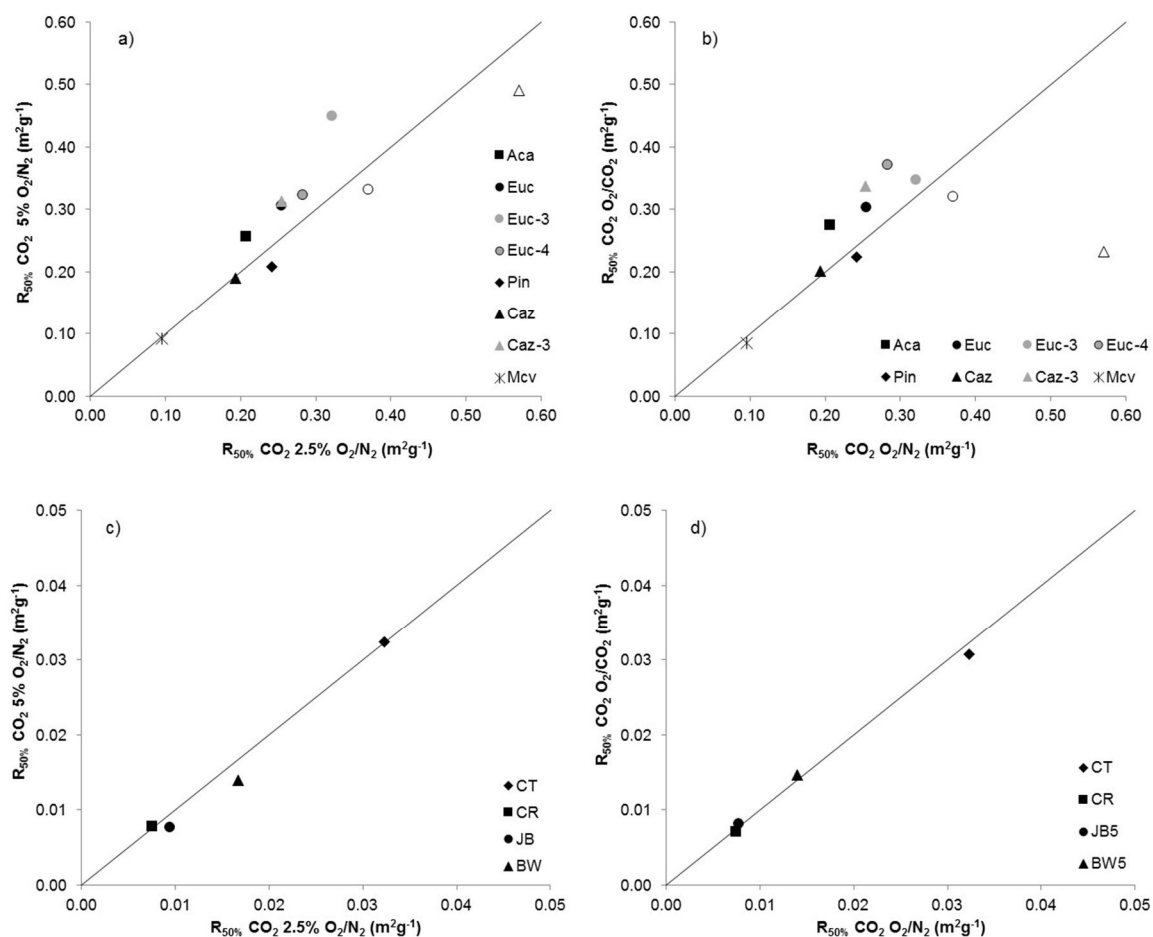 a)
R50% CO2 5% O2/N2 (m2g-1)
0.60
0.50
0.40
0.30
0.20
0.10
0.00
0.00 0.10 0.20 0.30 0.40 0.50 0.60
R50% CO2 2.5% O2/N2 (m2g-1)
Aca
Euc
Euc-3
Euc-4
Pin
Caz
Caz-3
Mcv
b)
R50% CO2 O2/CO2 (m2g-1)
0.60
0.50
0.40
0.30
0.20
0.10
0.00
0.00 0.10 0.20 0.30 0.40 0.50 0.60
R50% CO2 O2/N2 (m2g-1)
Aca Euc Euc-3 Euc-4
Pin Caz Caz-3 Mcv
c)
R50% CO2 5% O2/N2 (m2g-1)
0.05
0.04
0.03
0.02
0.01
0.00
0.00 0.01 0.02 0.03 0.04 0.05
R50% CO2 2.5% O2/N2 (m2g-1)
CT
CR
JB
BW
d)
R50% CO2 O2/CO2 (m2g-1)
0.05
0.04
0.03
0.02
0.01
0.00
0.00 0.01 0.02 0.03 0.04 0.05
R50% CO2 O2/N2 (m2g-1)
CT
CR
JB5
BW5